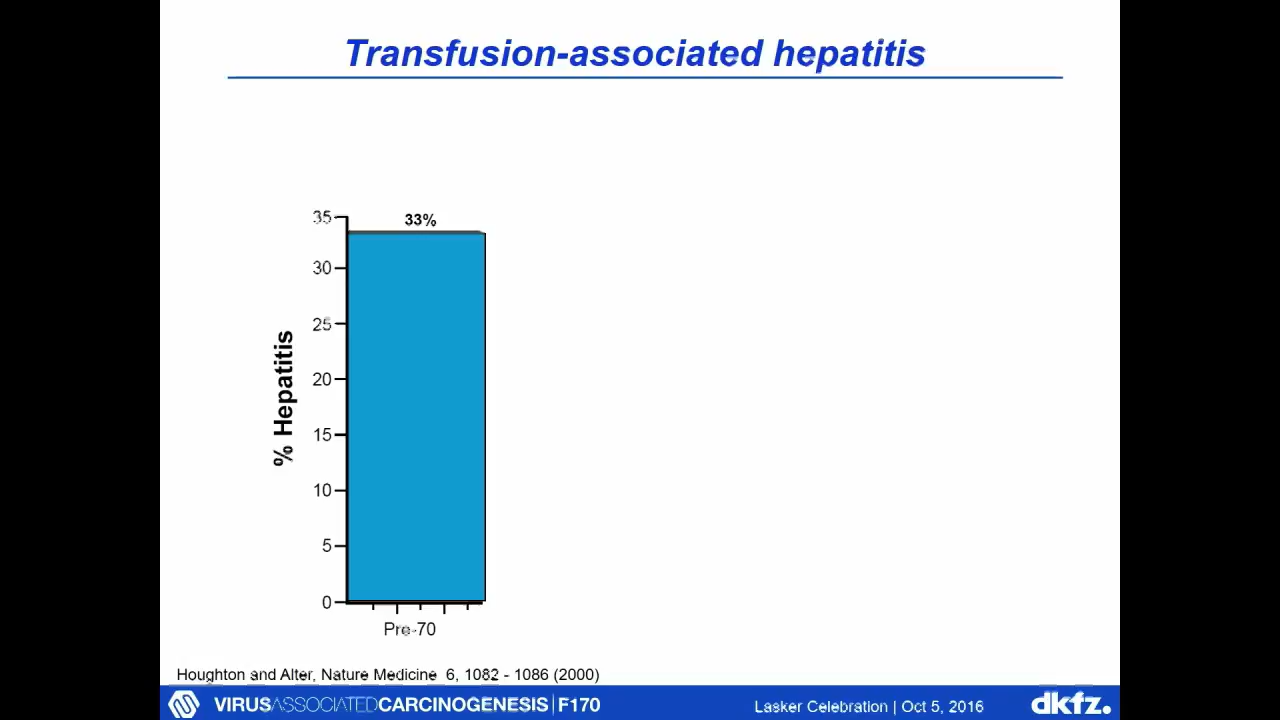 Transfusion-associated hepatitis
33%
35
30
25
20
15
10
5
0
% Hepatitis
Pre-70
Houghton and Alter, Nature Medicine 6, 1082 - 1086 (2000)
VIRUSASSOCIATEDCARCINOGENESIS | F170
Lasker Celebration | Oct 5, 2016
dkfz.